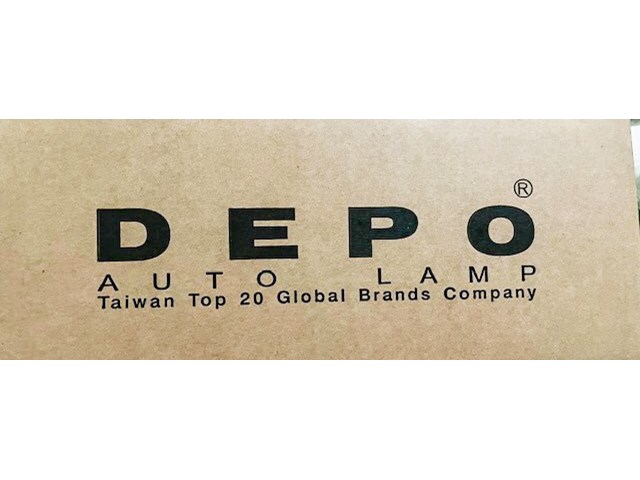 DEPO®
AUTO LAMP
Taiwan Top 20 Global Brands Company